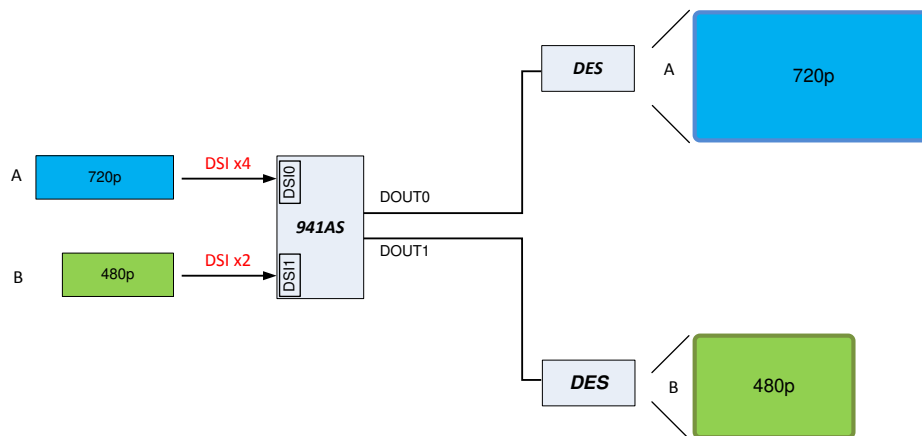 DES
A
720p
A
720p
DSI x4
DSI0
DOUT0
941AS
DOUT1
B
480p
DSI x2
DSI1
DES
B
480p